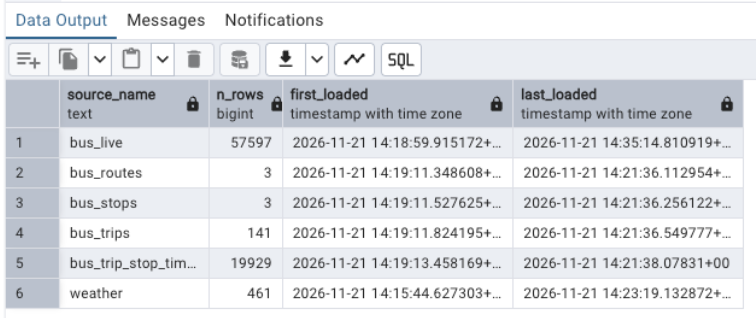 Data Output Messages Notifications
SQL
source_name n_rows first_loaded last_loaded
text bigint timestamp with time zone timestamp with time zone
1 bus_live 57597 2026-11-21 14:18:59.915172+... 2026-11-21 14:35:14.810919+...
2 bus_routes 3 2026-11-21 14:19:11.348608+... 2026-11-21 14:21:36.112954+...
3 bus_stops 3 2026-11-21 14:19:11.527625+... 2026-11-21 14:21:36.256122+...
4 bus_trips 141 2026-11-21 14:19:11.824195+... 2026-11-21 14:21:36.549777+...
5 bus_trip_stop_tim... 19929 2026-11-21 14:19:13.458169+... 2026-11-21 14:21:38.07831+00
6 weather 461 2026-11-21 14:15:44.627303+... 2026-11-21 14:23:19.132872+...